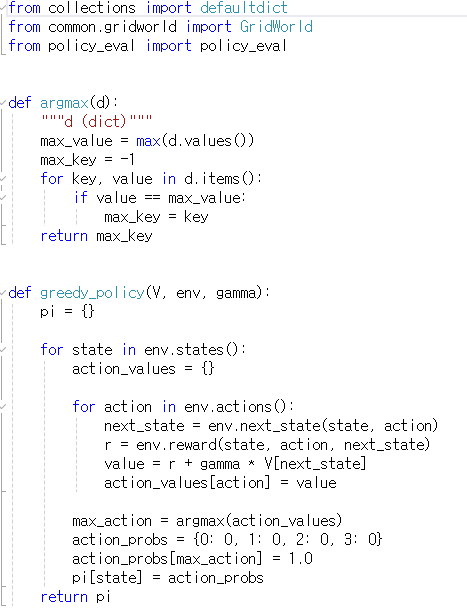 from collections import defaultdict
from common.gridworld import GridWorld
from policy_eval import policy_eval
def argmax(d):
    """d (dict)"""
    max_value = max(d.values())
    max_key = -1
    for key, value in d.items():
        if value == max_value:
            max_key = key
    return max_key
def greedy_policy(V, env, gamma):
    pi = {}
    for state in env.states():
        action_values = {}
        for action in env.actions():
            next_state = env.next_state(state, action)
            r = env.reward(state, action, next_state)
            value = r + gamma * V[next_state]
            action_values[action] = value
        max_action = argmax(action_values)
        action_probs = {0: 0, 1: 0, 2: 0, 3: 0}
        action_probs[max_action] = 1.0
        pi[state] = action_probs
    return pi